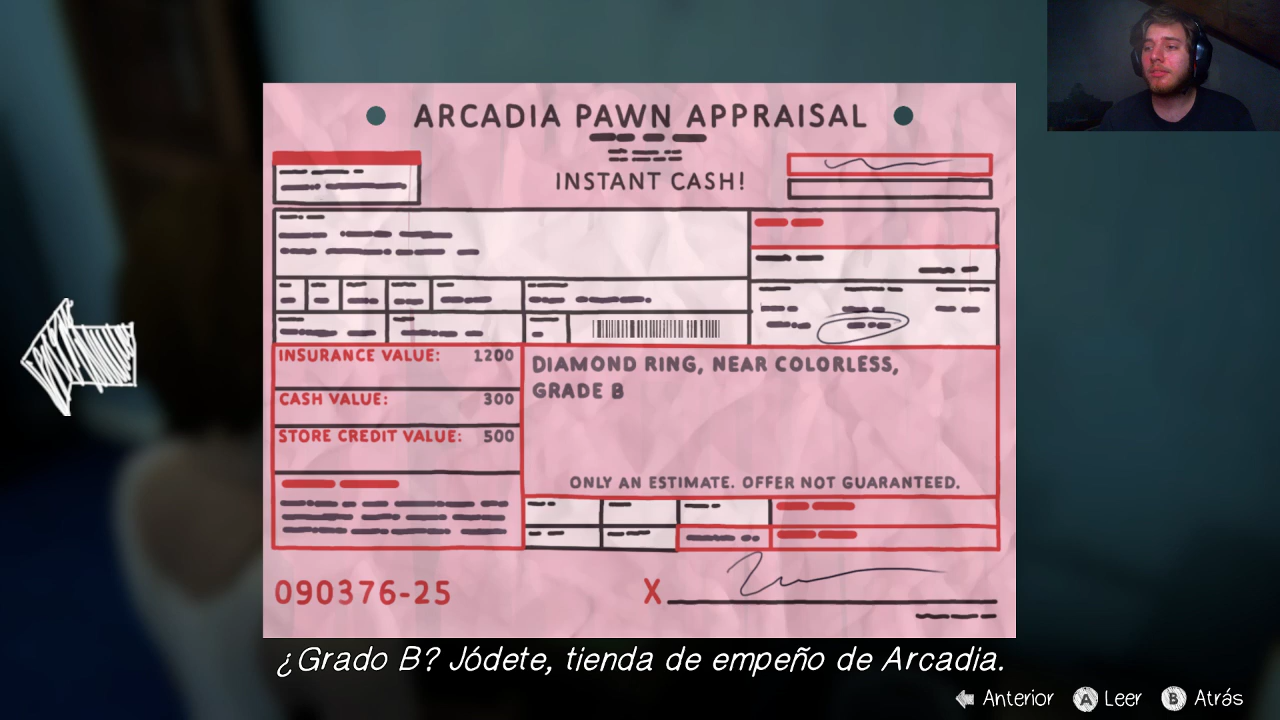 ARCADIA PAWN APPRAISAL
INSTANT CASH!
INSURANCE VALUE: 1200
CASH VALUE: 300
STORE CREDIT VALUE: 500
DIAMOND RING, NEAR COLORLESS,
GRADE B
ONLY AN ESTIMATE. OFFER NOT GUARANTEED.
090376-25
X
¿Grado B? Jódete, tienda de empeño de Arcadia.
Anterior A Leer B Atrás